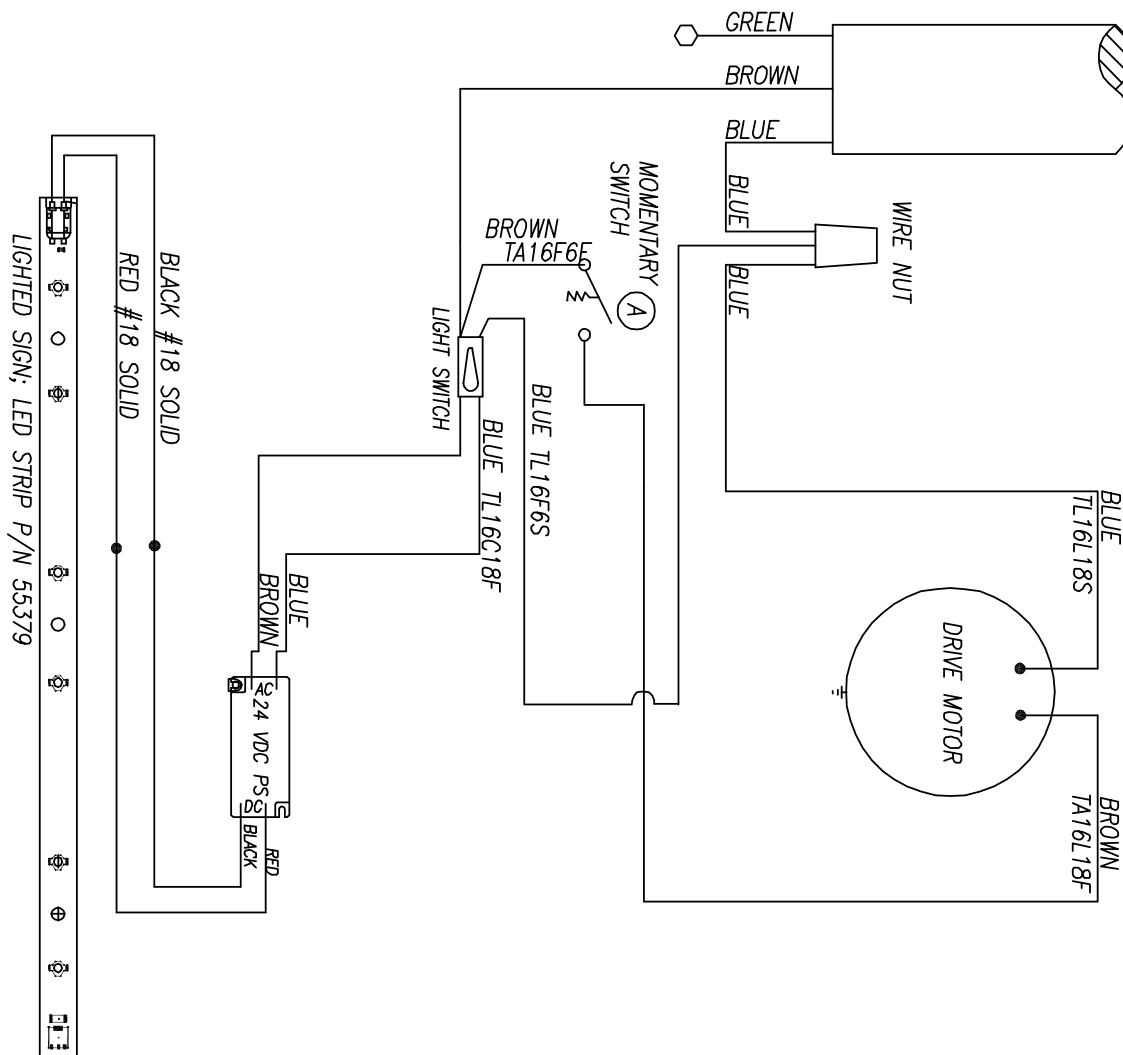 GREEN
BROWN
BLUE
BLUE
WIRE NUT
BLUE
MOMENTARY
SWITCH
A
BROWN
TA16F6F
LIGHT SWITCH
BLUE TL16F6S
BLUE TL16C18F
BLUE
TL16L18S
DRIVE MOTOR
BROWN
TA16L18F
BLUE
BROWN
AC
24 VDC PS
DC
BLACK
RED
BLACK #18 SOLID
RED #18 SOLID
LIGHTED SIGN; LED STRIP P/N 55379